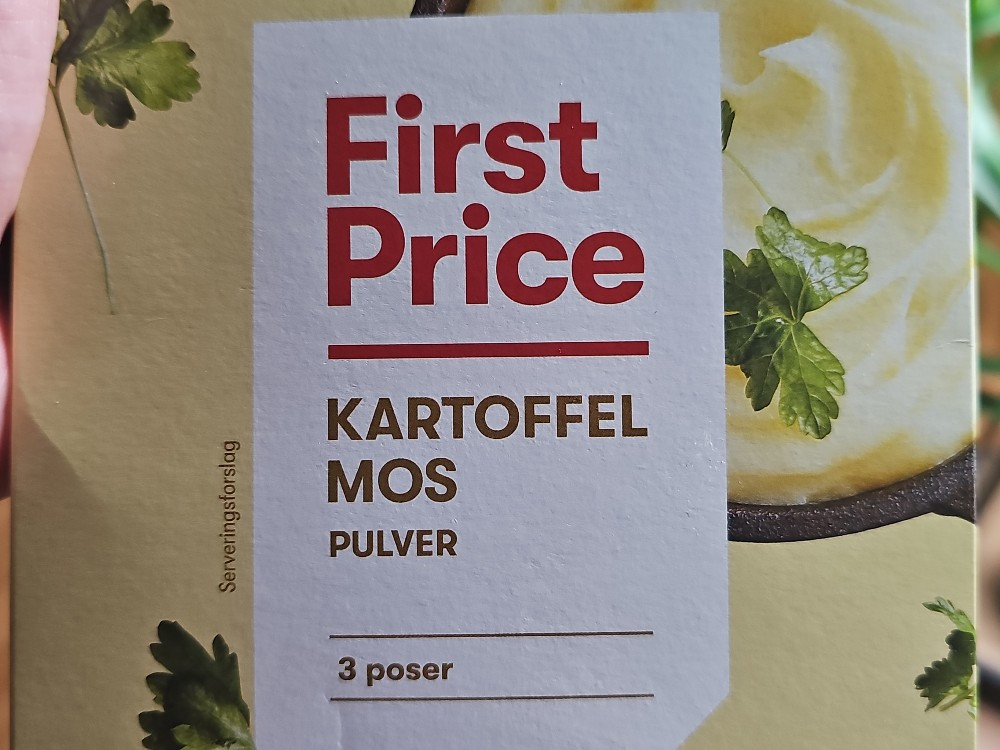 First
Price
KARTOFFEL
MOS
PULVER
3 poser
Serveringsforslag